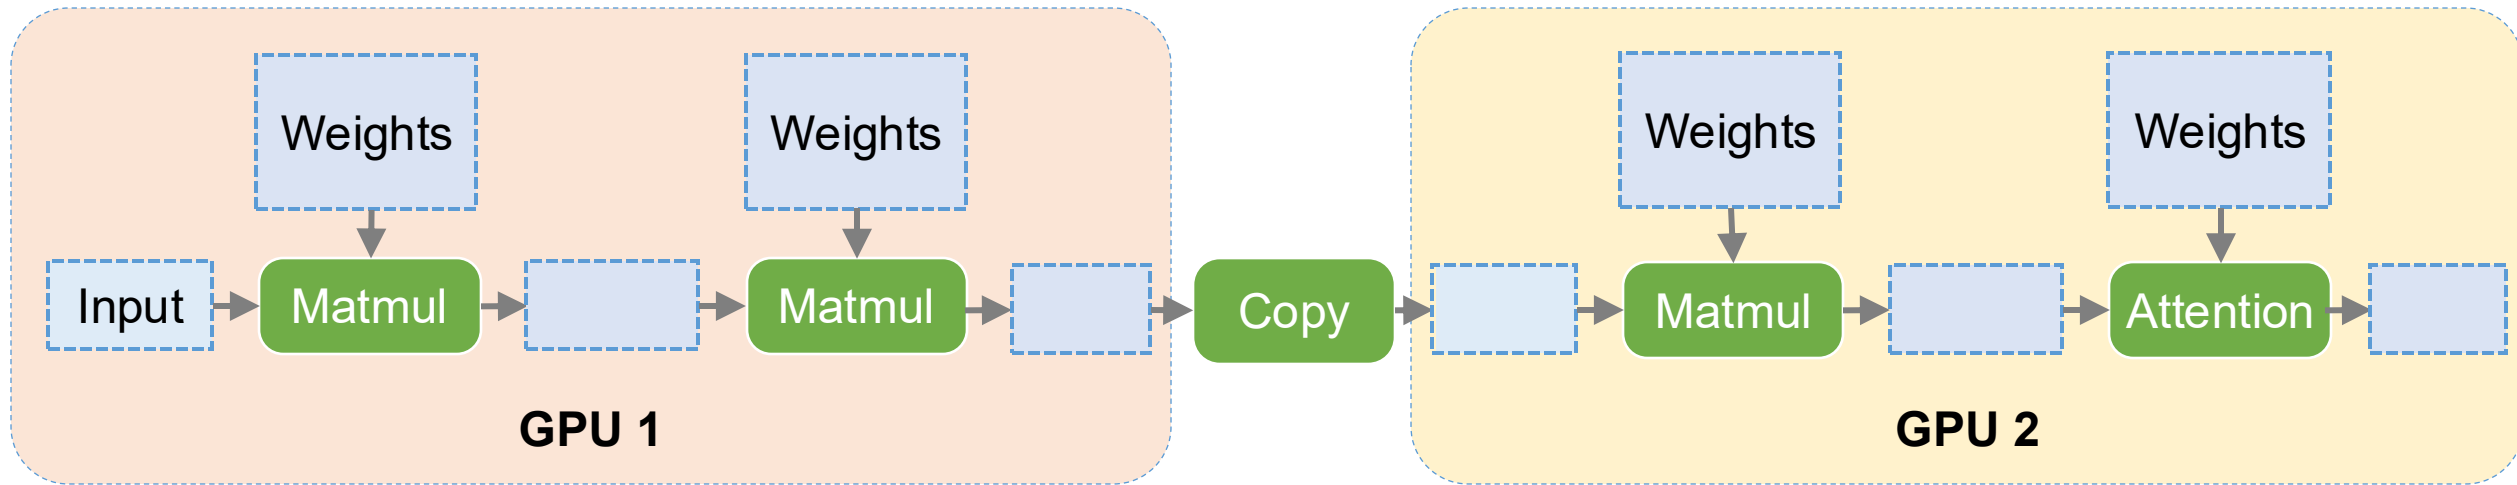 Weights
Weights
Weights
Weights
Input
Matmul
Matmul
Copy
Matmul
Attention
GPU 1
GPU 2